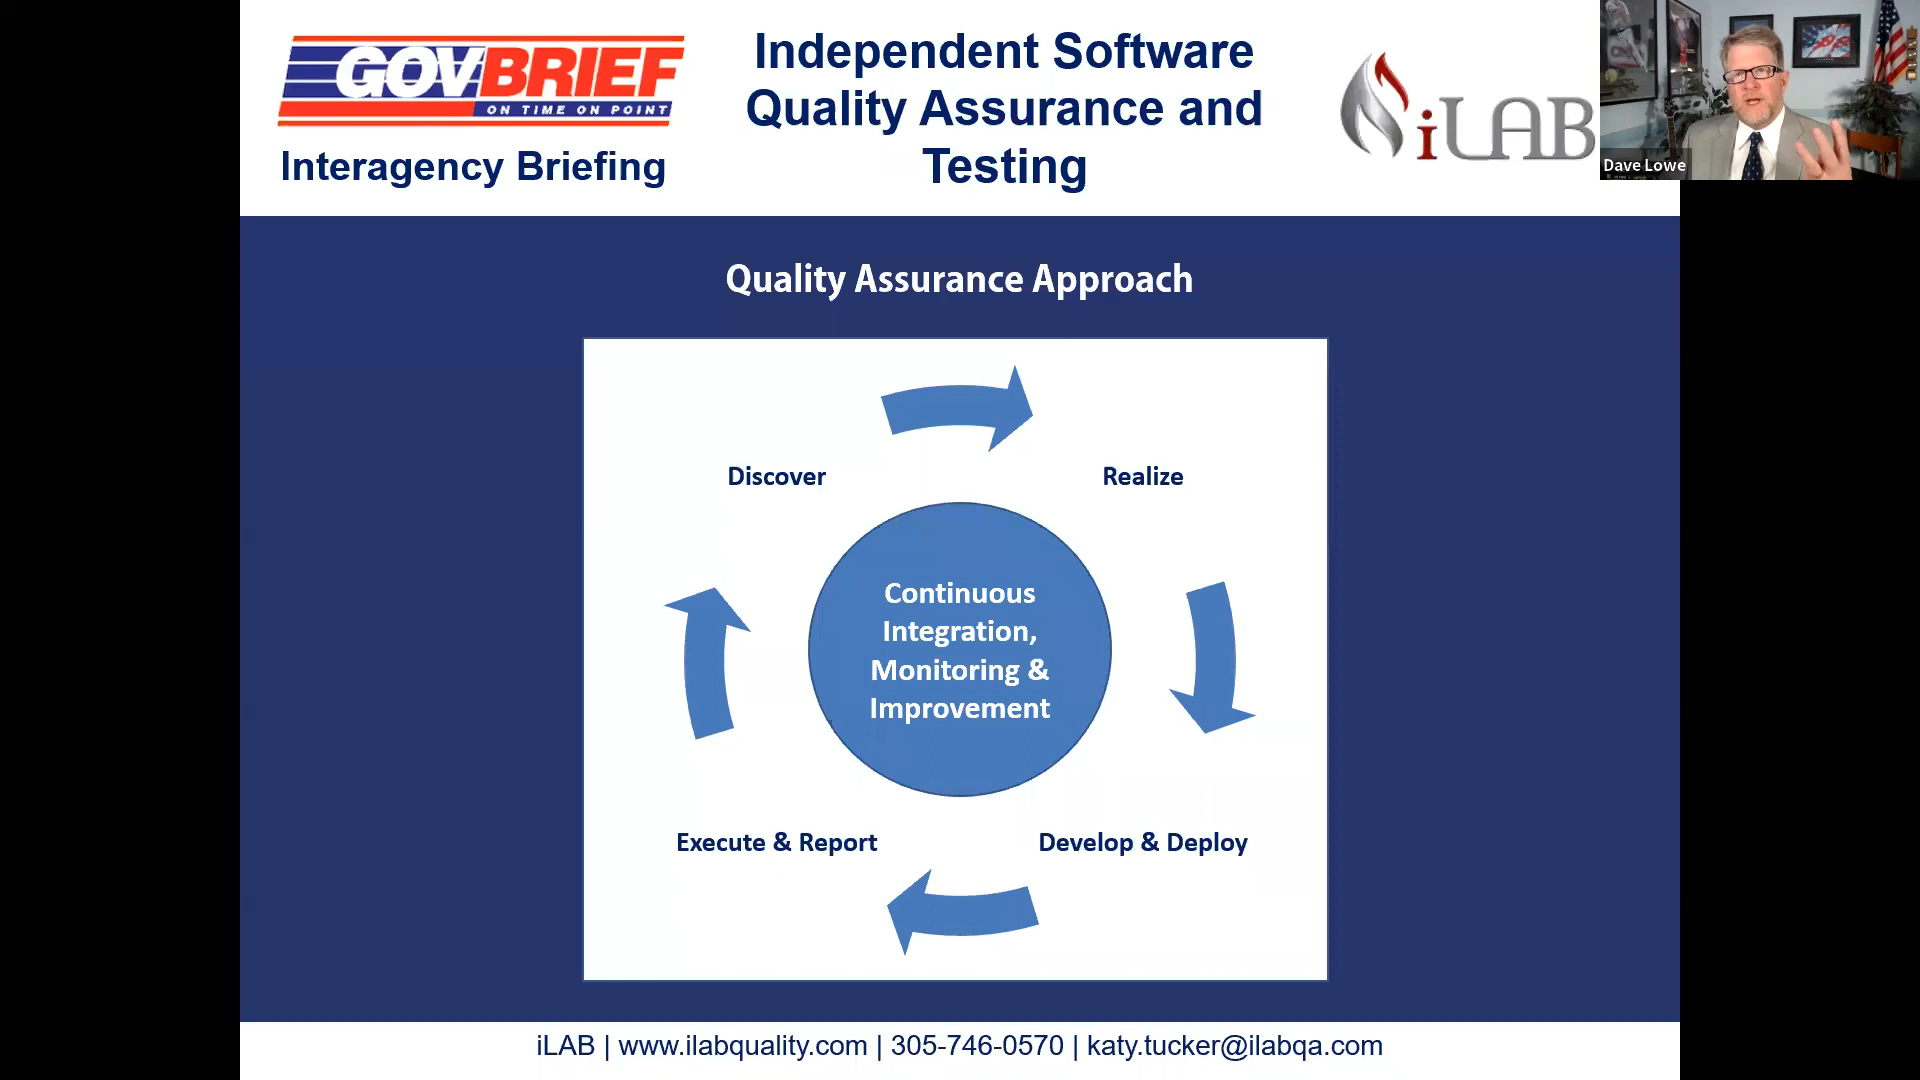 GOVBRIEF
ON TIME ON POINT
Interagency Briefing
Independent Software
Quality Assurance and
Testing
iLAB
Dave Lowe
Quality Assurance Approach
Discover
Realize
Continuous
Integration,
Monitoring &
Improvement
Execute & Report
Develop & Deploy
iLAB | www.ilabquality.com | 305-746-0570 | katy.tucker@ilabqa.com